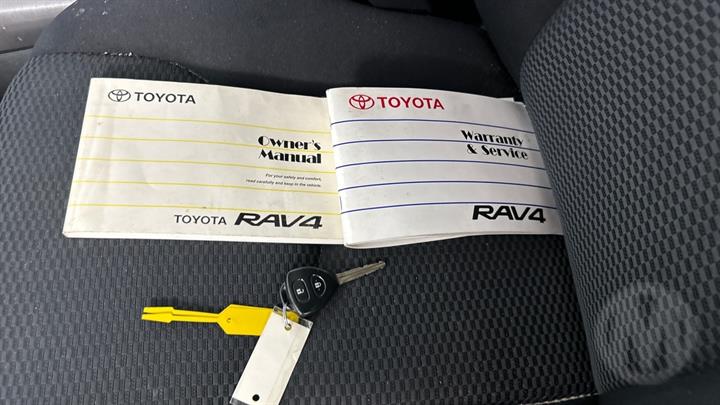 TOYOTA
Owner's
Manual
For your safety and comfort,
read carefully and keep in the vehicle.
TOYOTA RAV4
TOYOTA
Warranty
& Service
RAV4